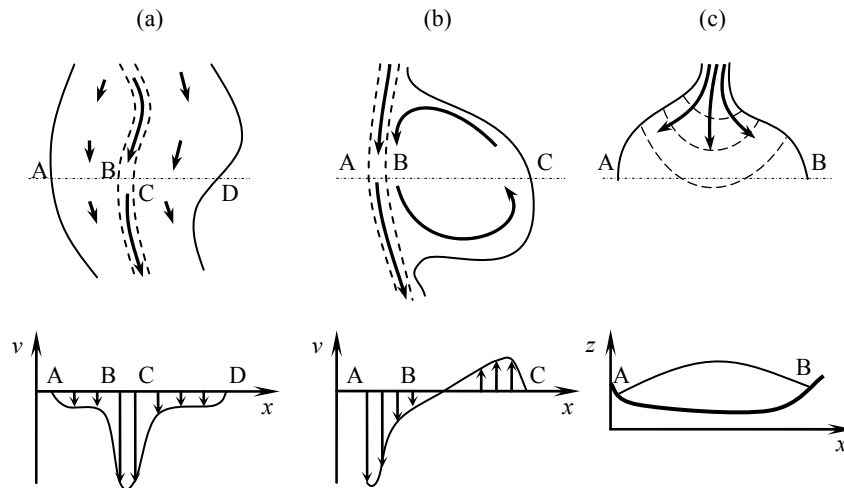 (a) (b) (c)
A B C D
A B C
A B
v A B C D x
v A B C x
z A B x